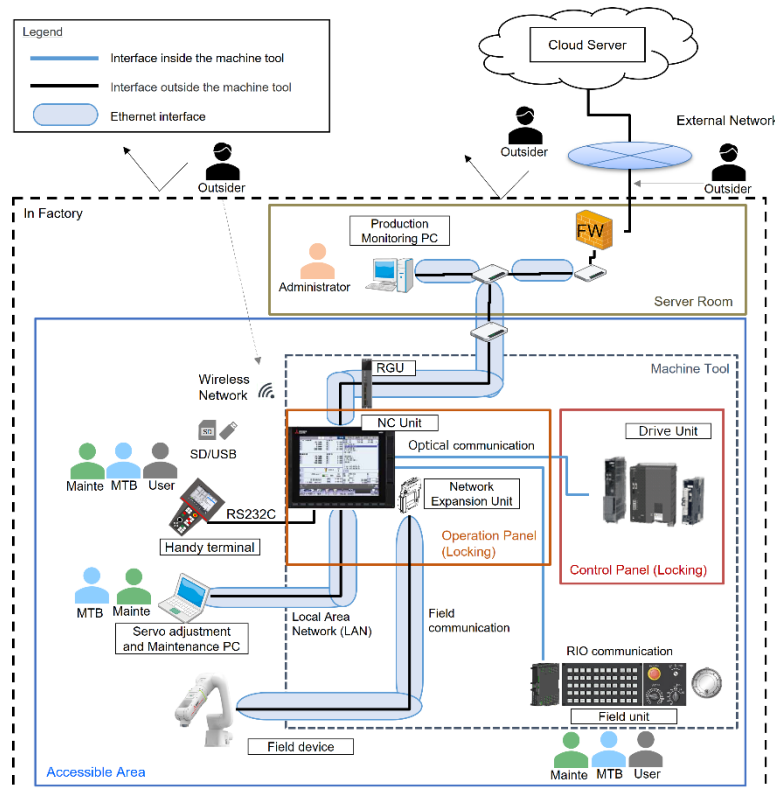 Legend
Interface inside the machine tool
Interface outside the machine tool
Ethernet interface
Cloud Server
External Network
Outsider
Outsider
Outsider
In Factory
Production
Monitoring PC
FW
Administrator
Server Room
RGU
Machine Tool
Wireless
Network
NC Unit
SD
SD/USB
Optical communication
Drive Unit
Mainte
MTB
User
Network
Expansion Unit
RS232C
Handy terminal
Operation Panel
(Locking)
Control Panel (Locking)
MTB
Mainte
Servo adjustment
and Maintenance PC
Local Area
Network (LAN)
Field
communication
RIO communication
Field unit
Field device
Mainte
MTB
User
Accessible Area